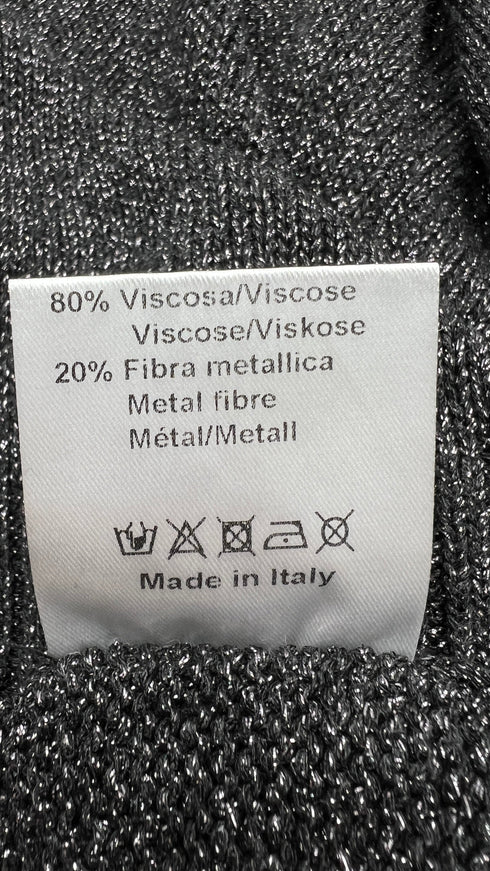 80% Viscosa/Viscose
Viscose/Viskose
20% Fibra metallica
Metal fibre
Métal/Metall
Made in Italy